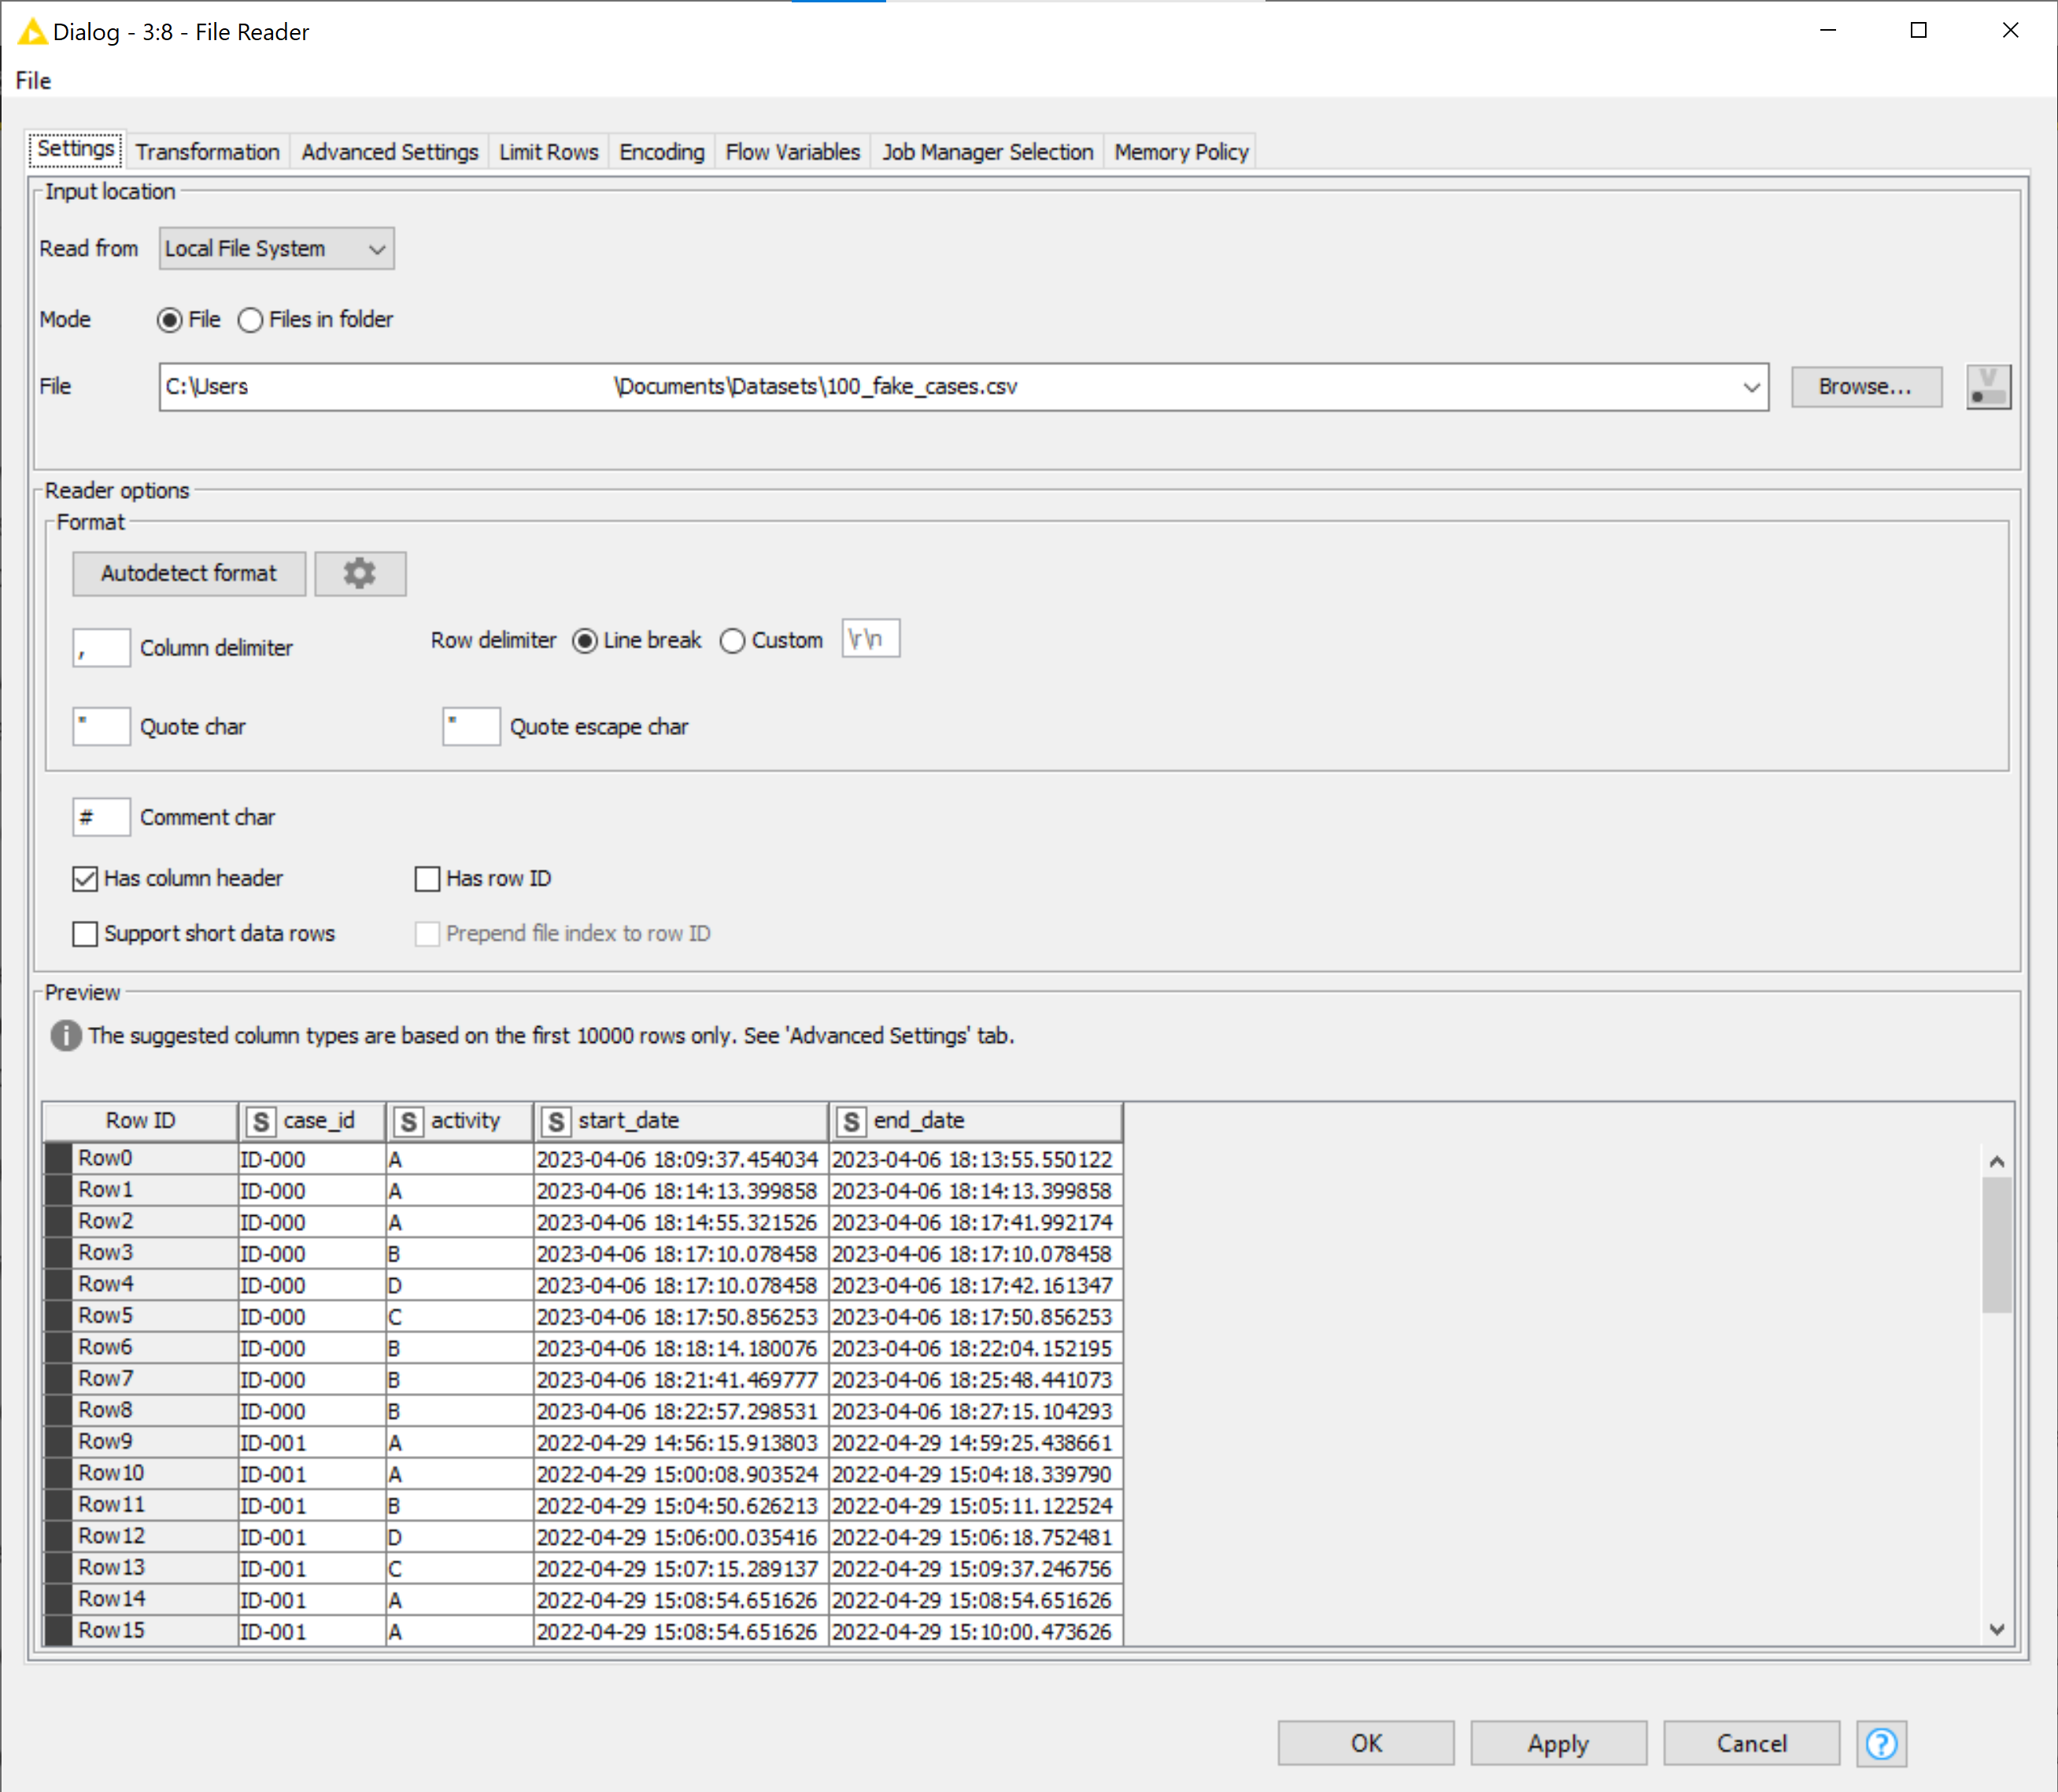 Dialog - 3:8 - File Reader
File
Settings Transformation Advanced Settings Limit Rows Encoding Flow Variables Job Manager Selection Memory Policy
Input location
Read from Local File System
Mode File Files in folder
File C:\Users \Documents\Datasets\100_fake_cases.csv Browse... V
Reader options
Format
Autodetect format
, Column delimiter Row delimiter Line break Custom \r\n
" Quote char " Quote escape char
# Comment char
Has column header Has row ID
Support short data rows Prepend file index to row ID
Preview
The suggested column types are based on the first 10000 rows only. See 'Advanced Settings' tab.
Row ID S case_id S activity S start_date S end_date
Row0 ID-000 A 2023-04-06 18:09:37.454034 2023-04-06 18:13:55.550122
Row1 ID-000 A 2023-04-06 18:14:13.399858 2023-04-06 18:14:13.399858
Row2 ID-000 A 2023-04-06 18:14:55.321526 2023-04-06 18:17:41.992174
Row3 ID-000 B 2023-04-06 18:17:10.078458 2023-04-06 18:17:10.078458
Row4 ID-000 D 2023-04-06 18:17:10.078458 2023-04-06 18:17:42.161347
Row5 ID-000 C 2023-04-06 18:17:50.856253 2023-04-06 18:17:50.856253
Row6 ID-000 B 2023-04-06 18:18:14.180076 2023-04-06 18:22:04.152195
Row7 ID-000 B 2023-04-06 18:21:41.469777 2023-04-06 18:25:48.441073
Row8 ID-000 B 2023-04-06 18:22:57.298531 2023-04-06 18:27:15.104293
Row9 ID-001 A 2022-04-29 14:56:15.913803 2022-04-29 14:59:25.438661
Row10 ID-001 A 2022-04-29 15:00:08.903524 2022-04-29 15:04:18.339790
Row11 ID-001 B 2022-04-29 15:04:50.626213 2022-04-29 15:05:11.122524
Row12 ID-001 D 2022-04-29 15:06:00.035416 2022-04-29 15:06:18.752481
Row13 ID-001 C 2022-04-29 15:07:15.289137 2022-04-29 15:09:37.246756
Row14 ID-001 A 2022-04-29 15:08:54.651626 2022-04-29 15:08:54.651626
Row15 ID-001 A 2022-04-29 15:08:54.651626 2022-04-29 15:10:00.473626
OK Apply Cancel ?